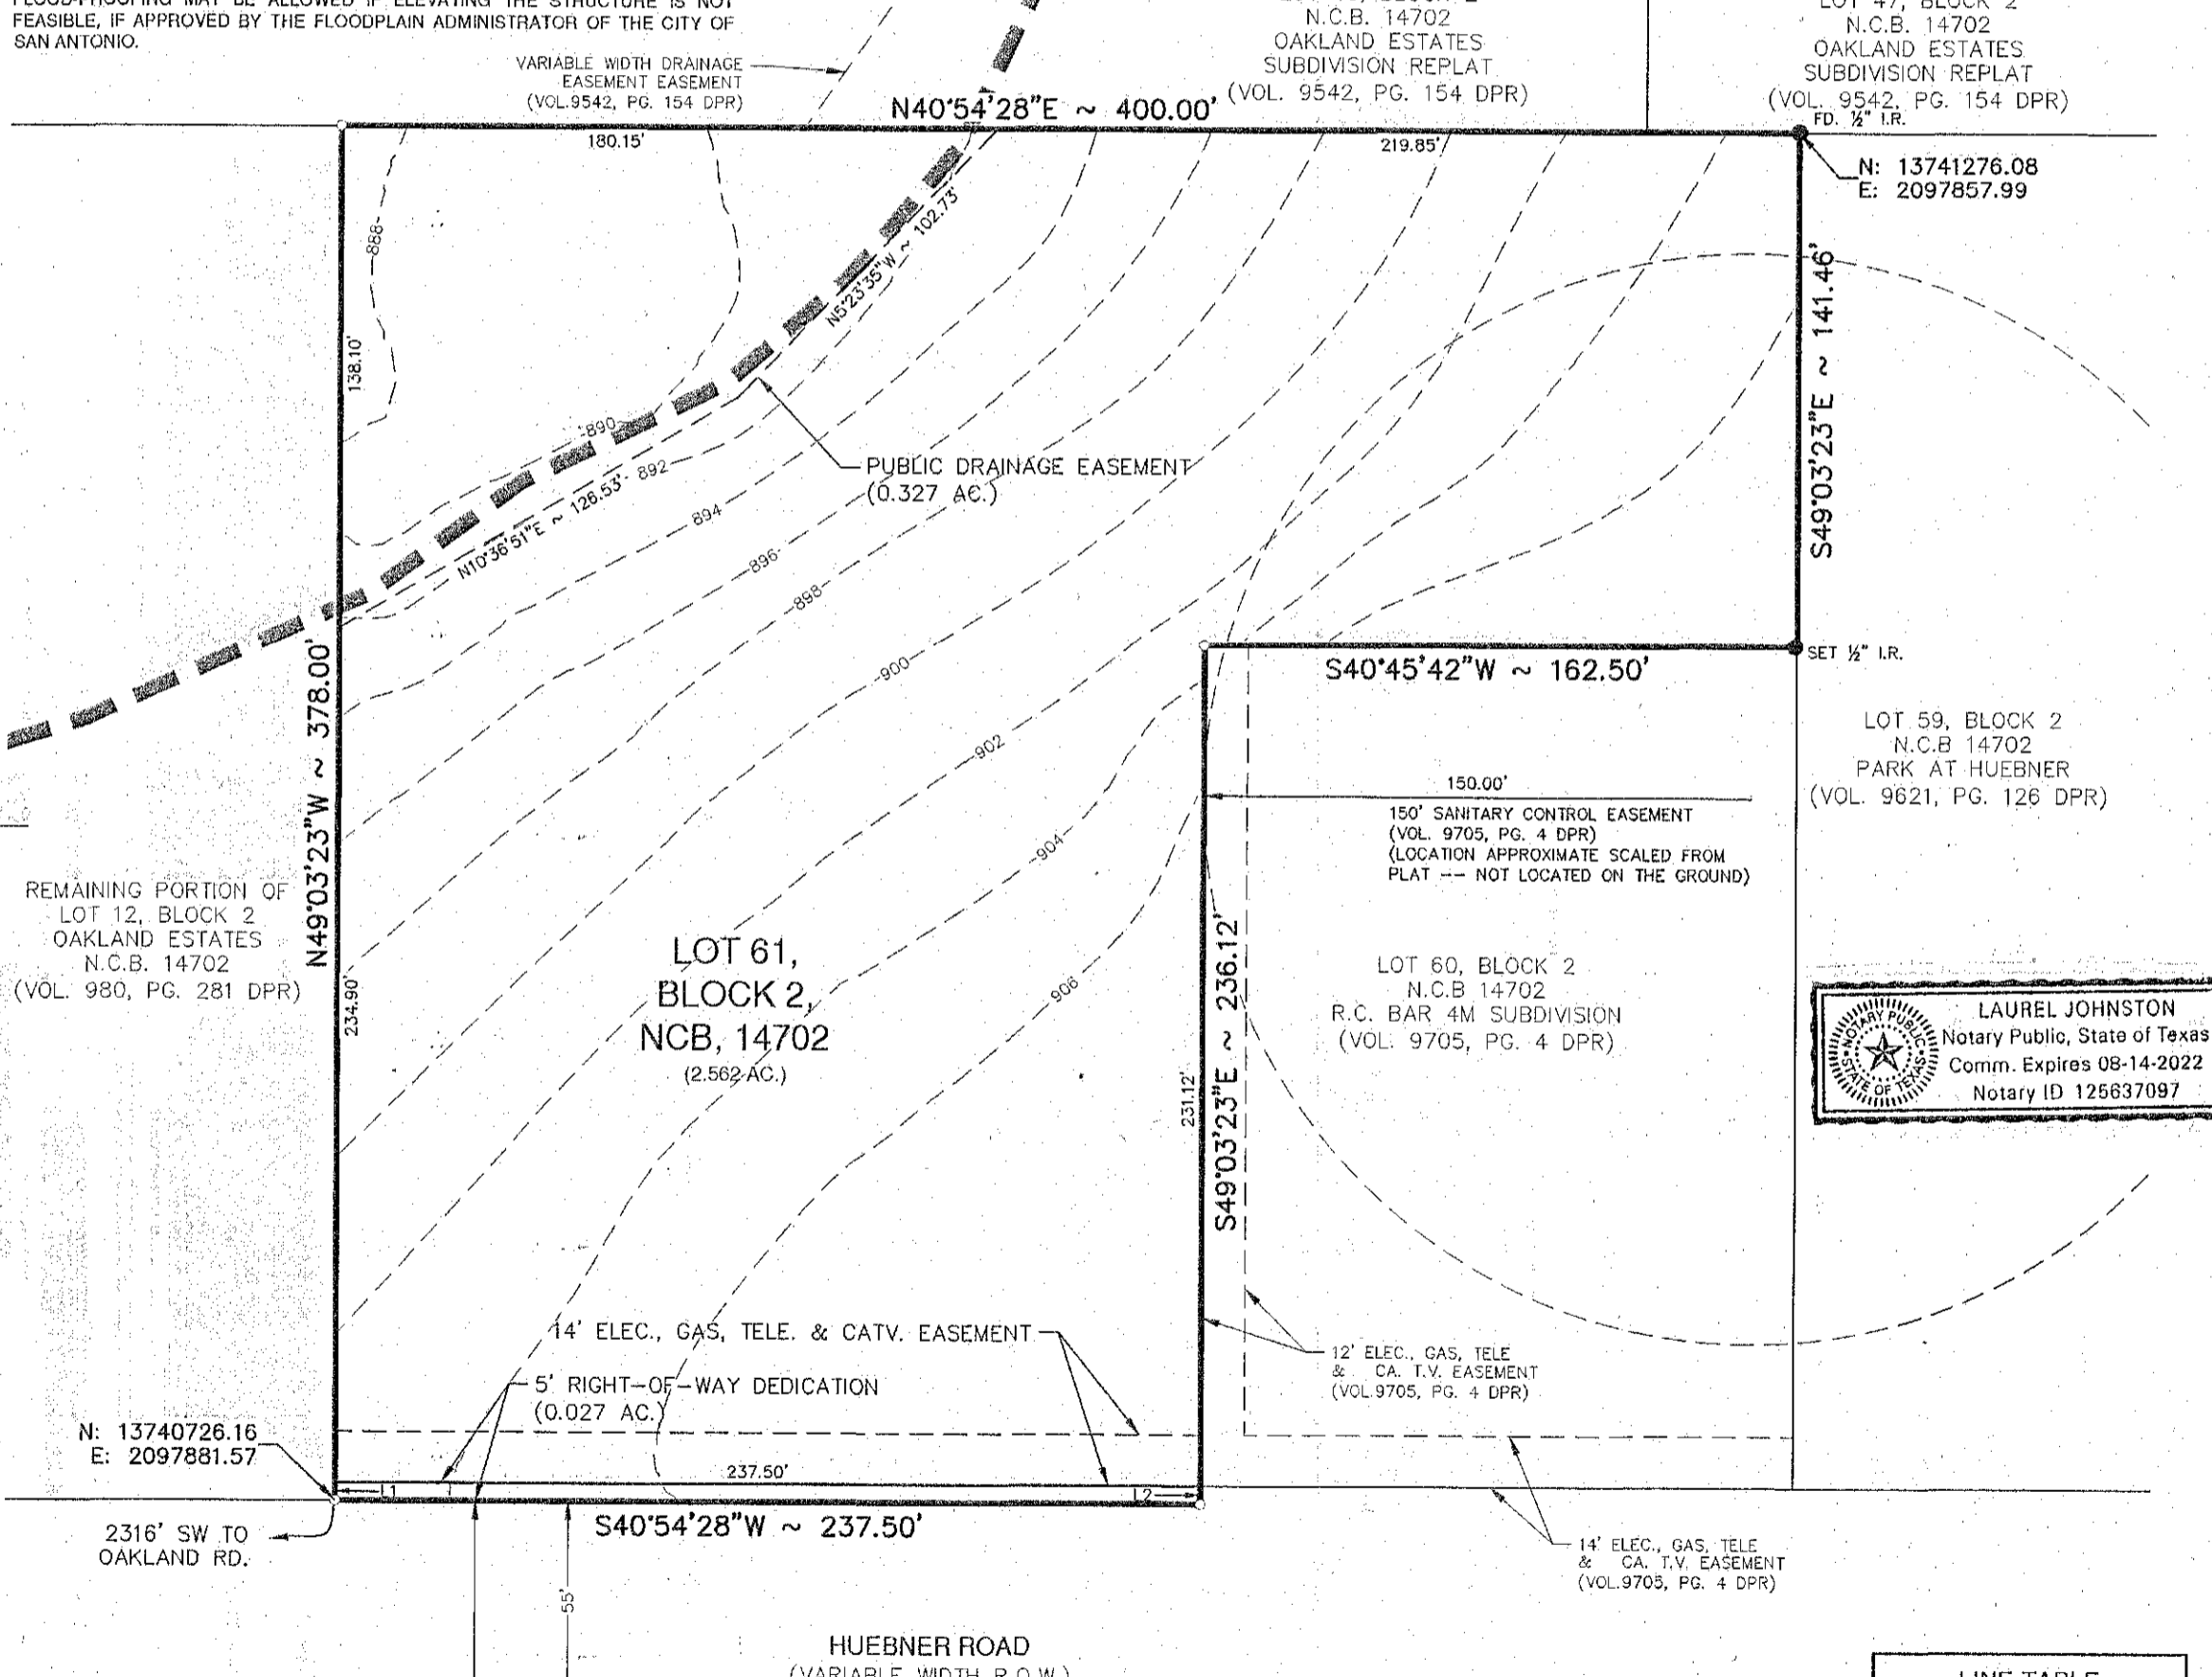 FEASIBLE, IF APPROVED BY THE FLOODPLAIN ADMINISTRATOR OF THE CITY OF
SAN ANTONIO.
VARIABLE WIDTH DRAINAGE
EASEMENT EASEMENT
(VOL.9542, PG. 154 DPR)
N.C.B. 14702
OAKLAND ESTATES
SUBDIVISION REPLAT
(VOL. 9542, PG. 154 DPR)
LOT 47, BLOCK 2
N.C.B. 14702
OAKLAND ESTATES
SUBDIVISION REPLAT
(VOL. 9542, PG. 154 DPR)
FD. ½" I.R.
N40°54'28"E ~ 400.00'
180.15'
219.85'
N: 13741276.08
E: 2097857.99
888
138.10'
N5°23'35"W ~ 102.73'
S49°03'23"E ~ 141.46'
890
892
N10°36'51"E ~ 126.53'
PUBLIC DRAINAGE EASEMENT
(0.327 AC.)
894
896
898
900
902
904
906
N49°03'23"W ~ 378.00'
S40°45'42"W ~ 162.50'
SET ½" I.R.
LOT 59, BLOCK 2
N.C.B 14702
PARK AT HUEBNER
(VOL. 9621, PG. 126 DPR)
150.00'
150' SANITARY CONTROL EASEMENT
(VOL. 9705, PG. 4 DPR)
(LOCATION APPROXIMATE SCALED FROM
PLAT -- NOT LOCATED ON THE GROUND)
REMAINING PORTION OF
LOT 12, BLOCK 2
OAKLAND ESTATES
N.C.B. 14702
(VOL. 980, PG. 281 DPR)
234.90'
LOT 61,
BLOCK 2,
NCB, 14702
(2.562 AC.)
S49°03'23"E ~ 236.12'
231.12'
LOT 60, BLOCK 2
N.C.B 14702
R.C. BAR 4M SUBDIVISION
(VOL. 9705, PG. 4 DPR)
NOTARY PUBLIC
STATE OF TEXAS
LAUREL JOHNSTON
Notary Public, State of Texas
Comm. Expires 08-14-2022
Notary ID 125637097
14' ELEC., GAS, TELE. & CATV. EASEMENT
5' RIGHT-OF-WAY DEDICATION
(0.027 AC.)
12' ELEC., GAS, TELE
& CA. T.V. EASEMENT
(VOL.9705, PG. 4 DPR)
N: 13740726.16
E: 2097881.57
237.50'
L1
L2
S40°54'28"W ~ 237.50'
2316' SW TO
OAKLAND RD.
55'
14' ELEC., GAS, TELE
& CA. T.V. EASEMENT
(VOL.9705, PG. 4 DPR)
HUEBNER ROAD
(VARIABLE WIDTH R.O.W.)
LINE TABLE